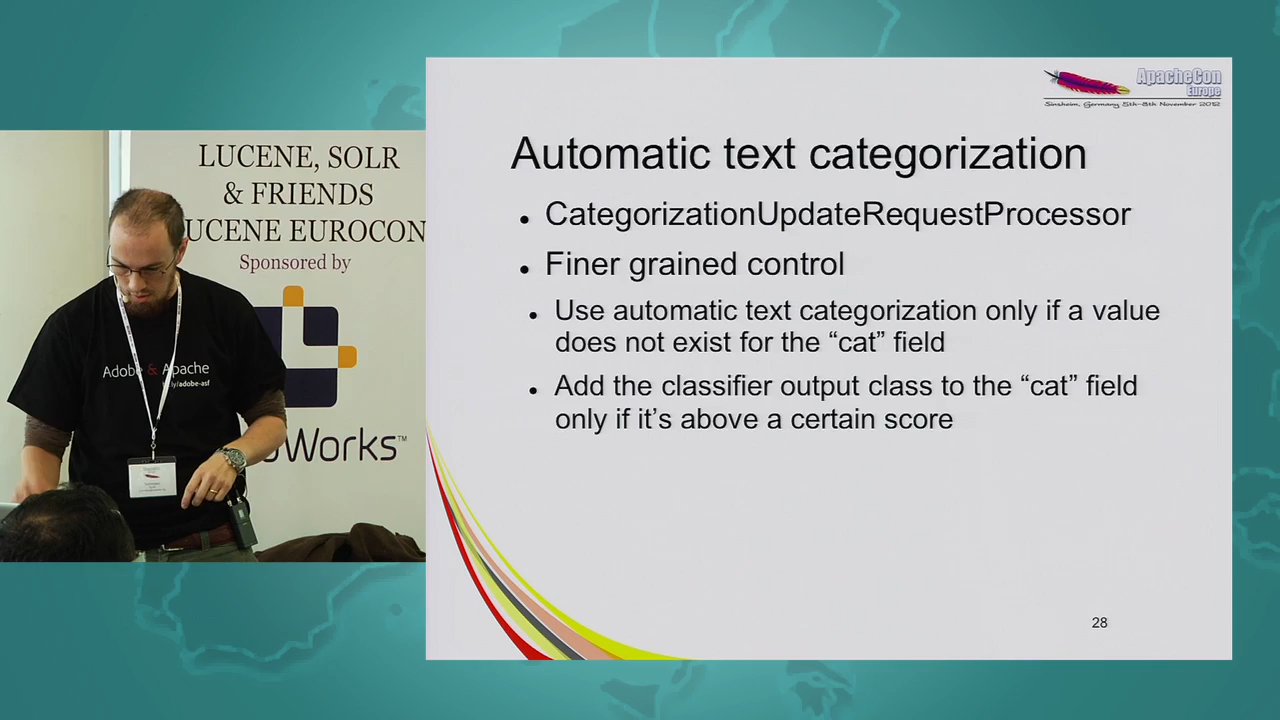 LUCENE, SOLR
& FRIENDS
UCENE EUROCON
Sponsored by
Works™
Adobe & Apache
/adobe-asf
ApacheCon
Europe
Sinsheim, Germany 5th-8th November 2012
Automatic text categorization
• CategorizationUpdateRequestProcessor
• Finer grained control
• Use automatic text categorization only if a value
does not exist for the “cat” field
• Add the classifier output class to the “cat” field
only if it’s above a certain score
28